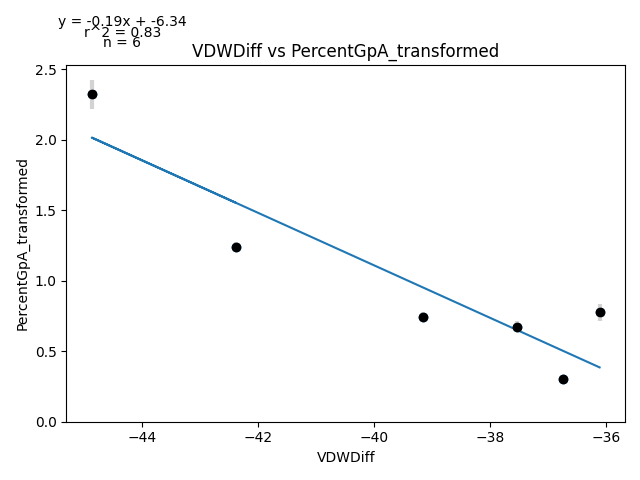 y = -0.19x + -6.34
r^2 = 0.83
n = 6
VDWDiff vs PercentGpA_transformed
2.5
2.0
1.5
1.0
0.5
0.0
PercentGpA_transformed
−44
−42
−40
−38
−36
VDWDiff